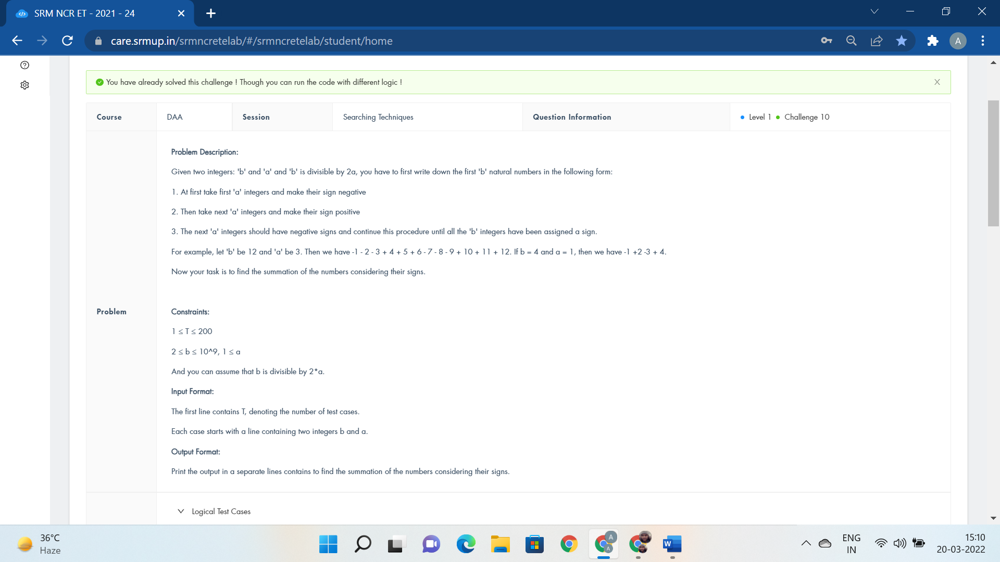 SRM NCR ET - 2021 - 24
care.srmup.in/srmncretelab/#/srmncretelab/student/home
A
You have already solved this challenge ! Though you can run the code with different logic !
Course DAA Session Searching Techniques Question Information Level 1 Challenge 10
Problem Description:
Given two integers: 'b' and 'a' and 'b' is divisible by 2a, you have to first write down the first 'b' natural numbers in the following form:
1. At first take first 'a' integers and make their sign negative
2. Then take next 'a' integers and make their sign positive
3. The next 'a' integers should have negative signs and continue this procedure until all the 'b' integers have been assigned a sign.
For example, let 'b' be 12 and 'a' be 3. Then we have -1 - 2 - 3 + 4 + 5 + 6 - 7 - 8 - 9 + 10 + 11 + 12. If b = 4 and a = 1, then we have -1 +2 -3 + 4.
Now your task is to find the summation of the numbers considering their signs.
Problem
Constraints:
1 ≤ T ≤ 200
2 ≤ b ≤ 10^9, 1 ≤ a
And you can assume that b is divisible by 2*a.
Input Format:
The first line contains T, denoting the number of test cases.
Each case starts with a line containing two integers b and a.
Output Format:
Print the output in a separate lines contains to find the summation of the numbers considering their signs.
Logical Test Cases
36°C
Haze
A
A
W
ENG
IN
15:10
20-03-2022